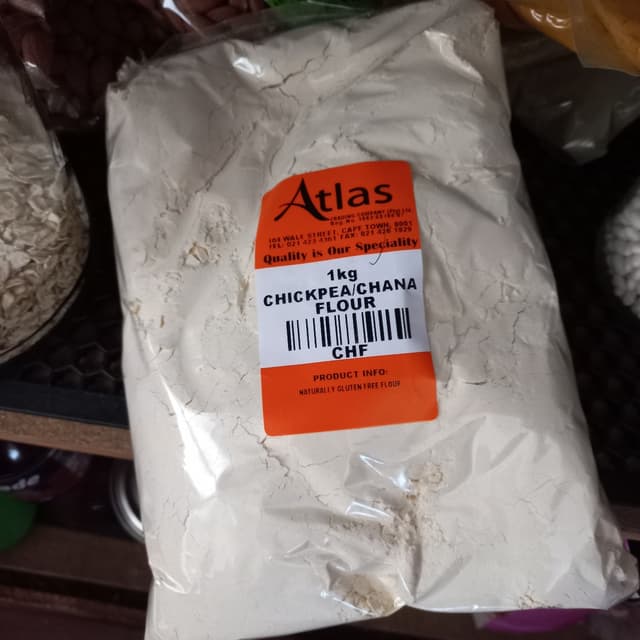 Atlas
TRADING COMPANY (Pty) Ltd
104 WALE STREET, CAPE TOWN, 8001
TEL: 021 423 4361 FAX: 021 426 1929
Quality is Our Speciality
1kg
CHICKPEA/CHANA
FLOUR
CHF
PRODUCT INFO:
NATURALLY GLUTEN FREE FLOUR